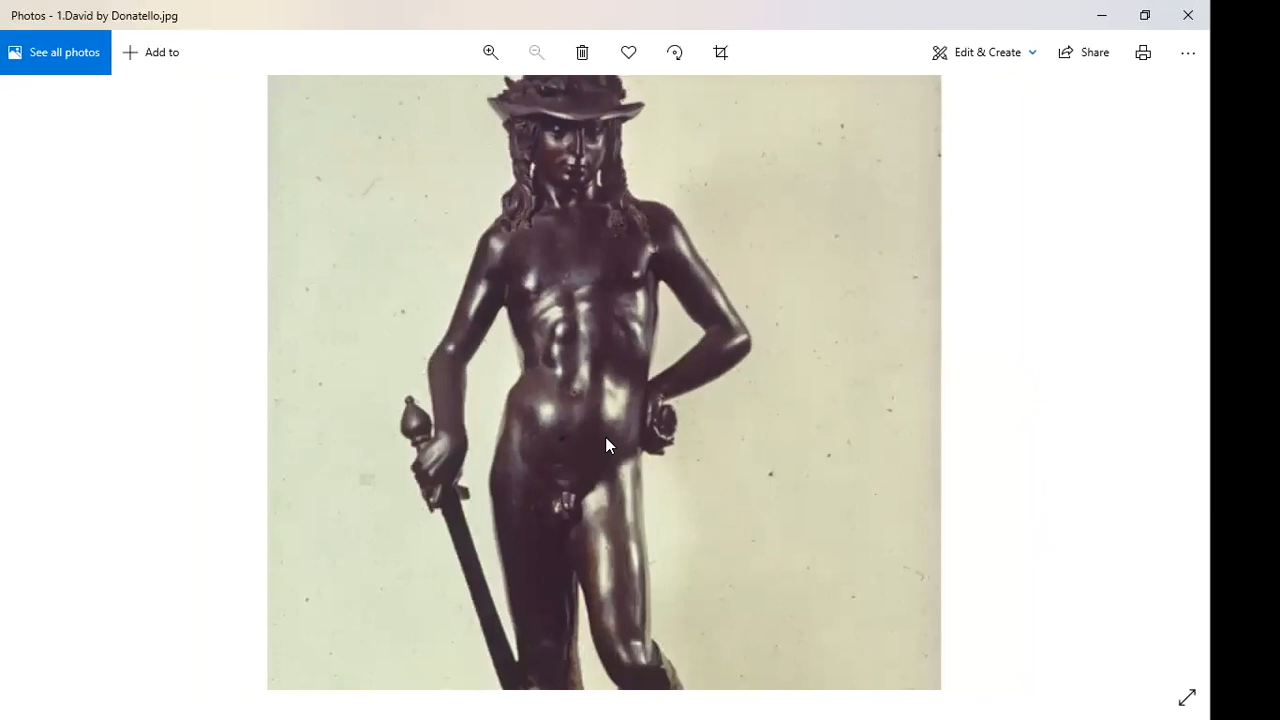 Photos - 1.David by Donatello.jpg
See all photos
Add to
Edit & Create
Share